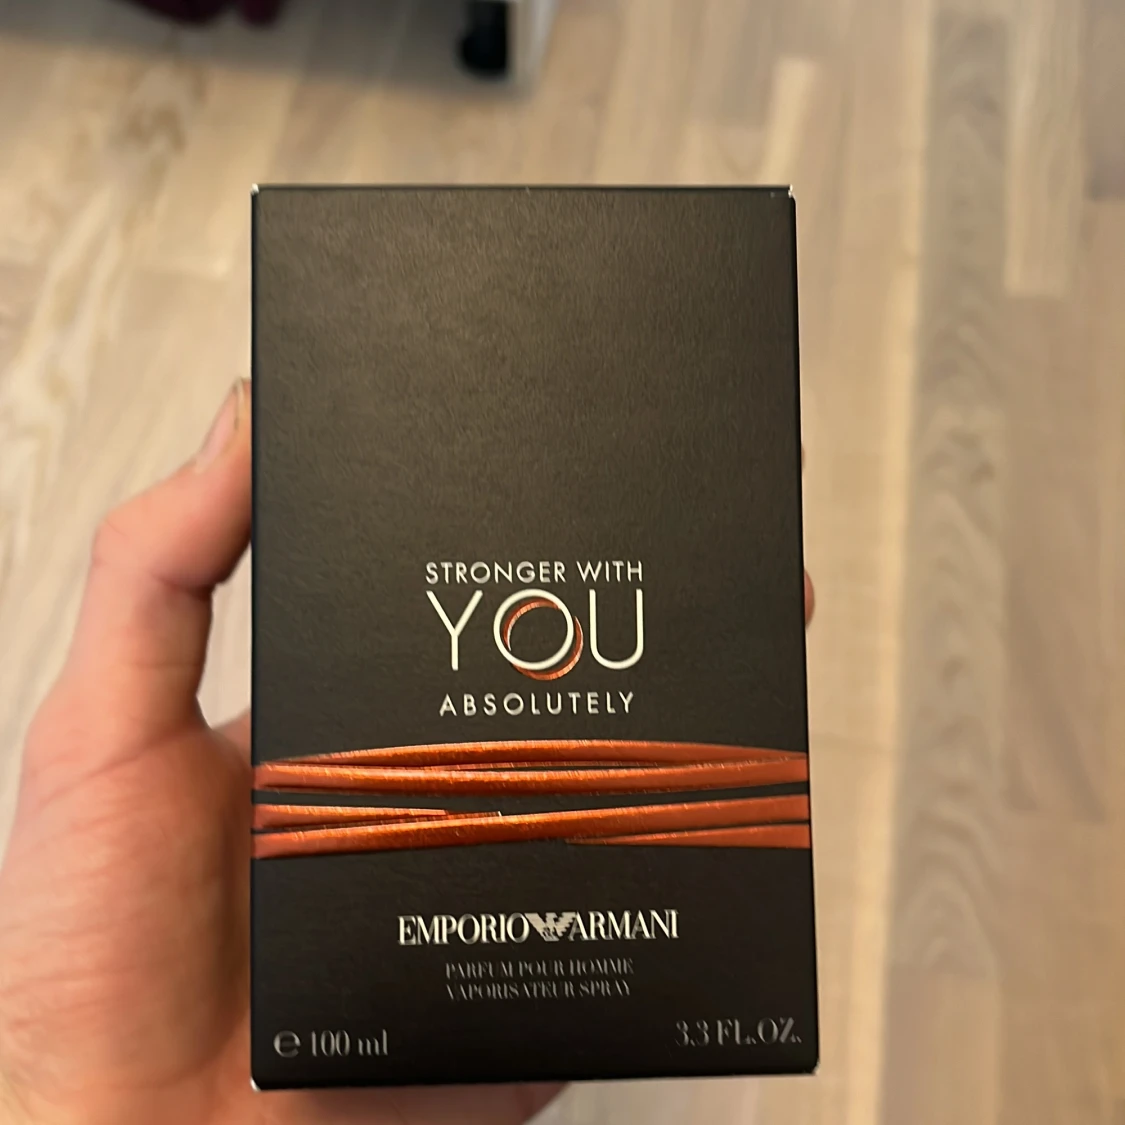 STRONGER WITH
YOU
ABSOLUTELY
EMPORIO ARMANI
PARFUM POUR HOMME
VAPORISATEUR SPRAY
e 100 ml
3.3 FL.OZ.